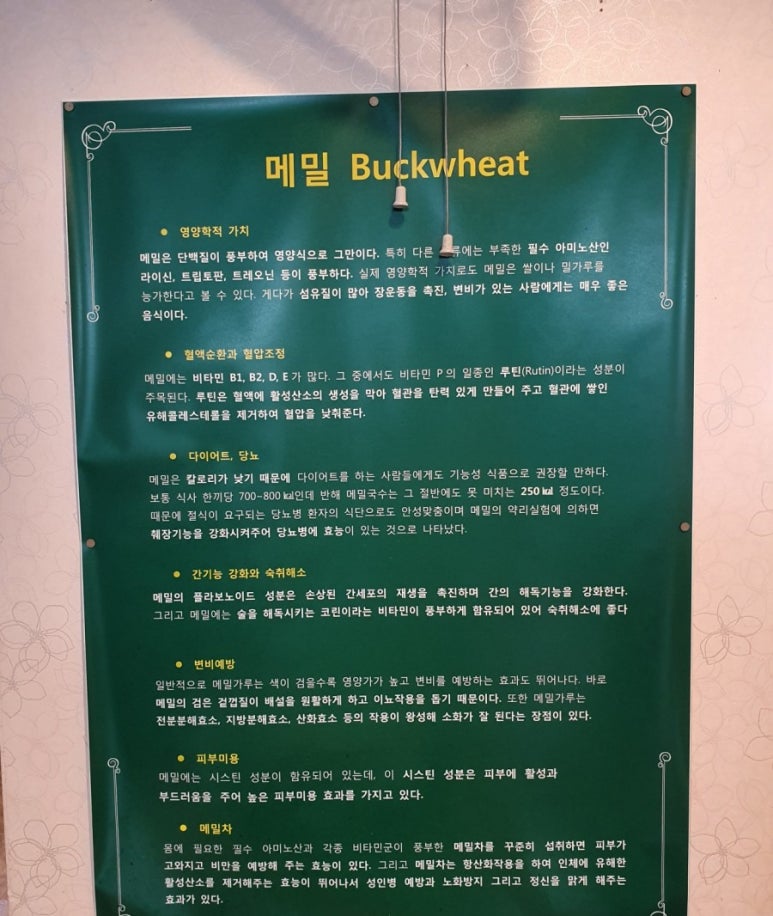 메밀 Buckwheat
● 영양학적 가치
메밀은 단백질이 풍부하여 영양식으로 그만이다. 특히 다른 류에는 부족한 필수 아미노산인
라이신, 트립토판, 트레오닌 등이 풍부하다. 실제 영양학적 가치로도 메밀은 쌀이나 밀가루를
능가한다고 볼 수 있다. 게다가 섬유질이 많아 장운동을 촉진, 변비가 있는 사람에게는 매우 좋은
음식이다.
● 혈액순환과 혈압조정
메밀에는 비타민 B1, B2, D, E가 많다. 그 중에서도 비타민 P의 일종인 루틴(Rutin)이라는 성분이
주목된다. 루틴은 혈액에 활성산소의 생성을 막아 혈관을 탄력 있게 만들어 주고 혈관에 쌓인
유해콜레스테롤을 제거하여 혈압을 낮춰준다.
● 다이어트, 당뇨
메밀은 칼로리가 낮기 때문에 다이어트를 하는 사람들에게도 기능성 식품으로 권장할 만하다.
보통 식사 한끼당 700~800㎉인데 반해 메밀국수는 그 절반에도 못 미치는 250㎉ 정도이다.
때문에 절식이 요구되는 당뇨병 환자의 식단으로도 안성맞춤이며 메밀의 약리실험에 의하면
췌장기능을 강화시켜주어 당뇨병에 효능이 있는 것으로 나타났다.
● 간기능 강화와 숙취해소
메밀의 플라보노이드 성분은 손상된 간세포의 재생을 촉진하며 간의 해독기능을 강화한다.
그리고 메밀에는 술을 해독시키는 코린이라는 비타민이 풍부하게 함유되어 있어 숙취해소에 좋다
● 변비예방
일반적으로 메밀가루는 색이 검을수록 영양가가 높고 변비를 예방하는 효과도 뛰어나다. 바로
메밀의 검은 겉껍질이 배설을 원활하게 하고 이뇨작용을 돕기 때문이다. 또한 메밀가루는
전분분해효소, 지방분해효소, 산화효소 등의 작용이 왕성해 소화가 잘 된다는 장점이 있다.
● 피부미용
메밀에는 시스틴 성분이 함유되어 있는데, 이 시스틴 성분은 피부에 활성과
부드러움을 주어 높은 피부미용 효과를 가지고 있다.
● 메밀차
몸에 필요한 필수 아미노산과 각종 비타민군이 풍부한 메밀차를 꾸준히 섭취하면 피부가
고와지고 비만을 예방해 주는 효능이 있다. 그리고 메밀차는 항산화작용을 하여 인체에 유해한
활성산소를 제거해주는 효능이 뛰어나서 성인병 예방과 노화방지 그리고 정신을 맑게 해주는
효과가 있다.